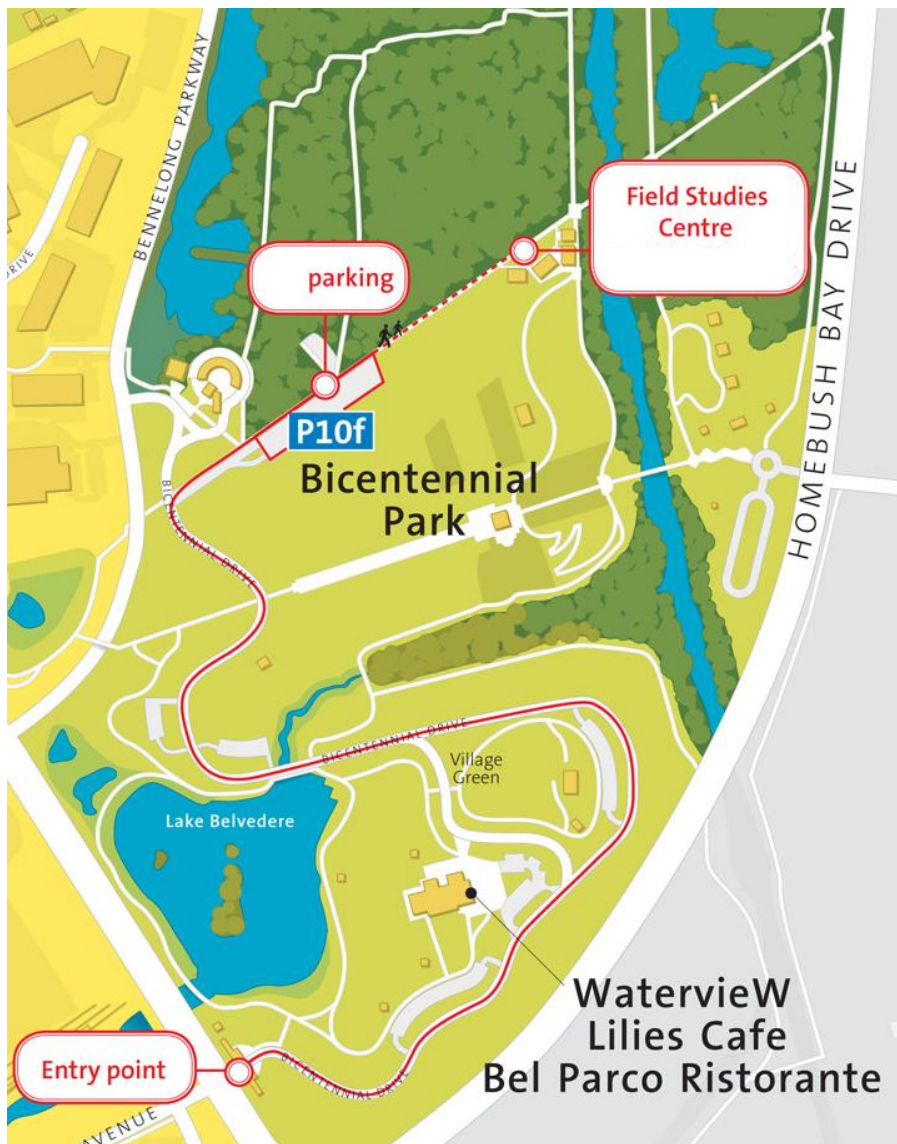 BENNELONG PARKWAY
DRIVE
Field Studies
Centre
HOMEBUSH BAY DRIVE
parking
P10f
Bicentennial
Park
BICENTENNIAL DRIVE
BICENTENNIAL DRIVE
Village
Green
Lake Belvedere
WatervieW
Lilies Cafe
Bel Parco Ristorante
Entry point
BICENTENNIAL DRIVE
AVENUE